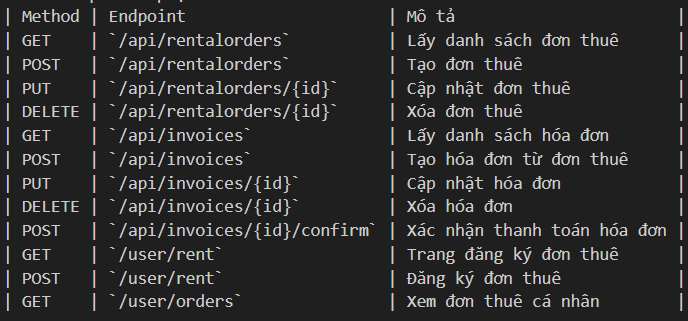 | Method | Endpoint | Mô tả |
| GET | `/api/rentalorders` | Lấy danh sách đơn thuê |
| POST | `/api/rentalorders` | Tạo đơn thuê |
| PUT | `/api/rentalorders/{id}` | Cập nhật đơn thuê |
| DELETE | `/api/rentalorders/{id}` | Xóa đơn thuê |
| GET | `/api/invoices` | Lấy danh sách hóa đơn |
| POST | `/api/invoices` | Tạo hóa đơn từ đơn thuê |
| PUT | `/api/invoices/{id}` | Cập nhật hóa đơn |
| DELETE | `/api/invoices/{id}` | Xóa hóa đơn |
| POST | `/api/invoices/{id}/confirm` | Xác nhận thanh toán hóa đơn |
| GET | `/user/rent` | Trang đăng ký đơn thuê |
| POST | `/user/rent` | Đăng ký đơn thuê |
| GET | `/user/orders` | Xem đơn thuê cá nhân |